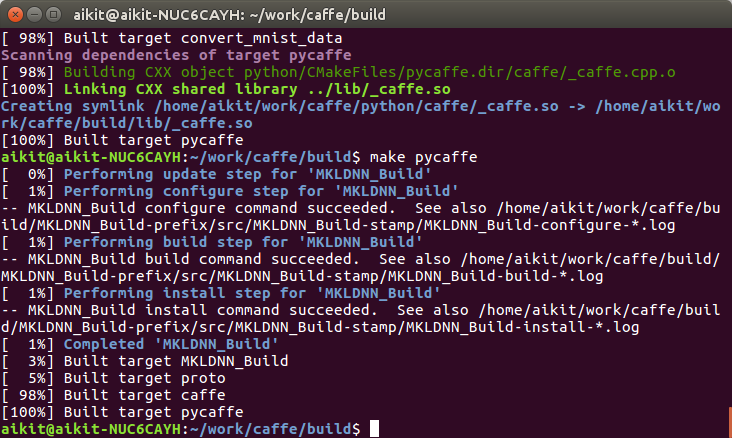 aikit@aikit-NUC6CAYH: ~/work/caffe/build
[ 98%] Built target convert_mnist_data
Scanning dependencies of target pycaffe
[ 98%] Building CXX object python/CMakeFiles/pycaffe.dir/caffe/_caffe.cpp.o
[100%] Linking CXX shared library ../lib/_caffe.so
Creating symlink /home/aikit/work/caffe/python/caffe/_caffe.so -> /home/aikit/wo
rk/caffe/build/lib/_caffe.so
[100%] Built target pycaffe
aikit@aikit-NUC6CAYH:~/work/caffe/build$ make pycaffe
[  0%] Performing update step for 'MKLDNN_Build'
[  1%] Performing configure step for 'MKLDNN_Build'
-- MKLDNN_Build configure command succeeded.  See also /home/aikit/work/caffe/bu
ild/MKLDNN_Build-prefix/src/MKLDNN_Build-stamp/MKLDNN_Build-configure-*.log
[  1%] Performing build step for 'MKLDNN_Build'
-- MKLDNN_Build build command succeeded.  See also /home/aikit/work/caffe/build/
MKLDNN_Build-prefix/src/MKLDNN_Build-stamp/MKLDNN_Build-build-*.log
[  1%] Performing install step for 'MKLDNN_Build'
-- MKLDNN_Build install command succeeded.  See also /home/aikit/work/caffe/buil
d/MKLDNN_Build-prefix/src/MKLDNN_Build-stamp/MKLDNN_Build-install-*.log
[  1%] Completed 'MKLDNN_Build'
[  3%] Built target MKLDNN_Build
[  5%] Built target proto
[ 98%] Built target caffe
[100%] Built target pycaffe
aikit@aikit-NUC6CAYH:~/work/caffe/build$